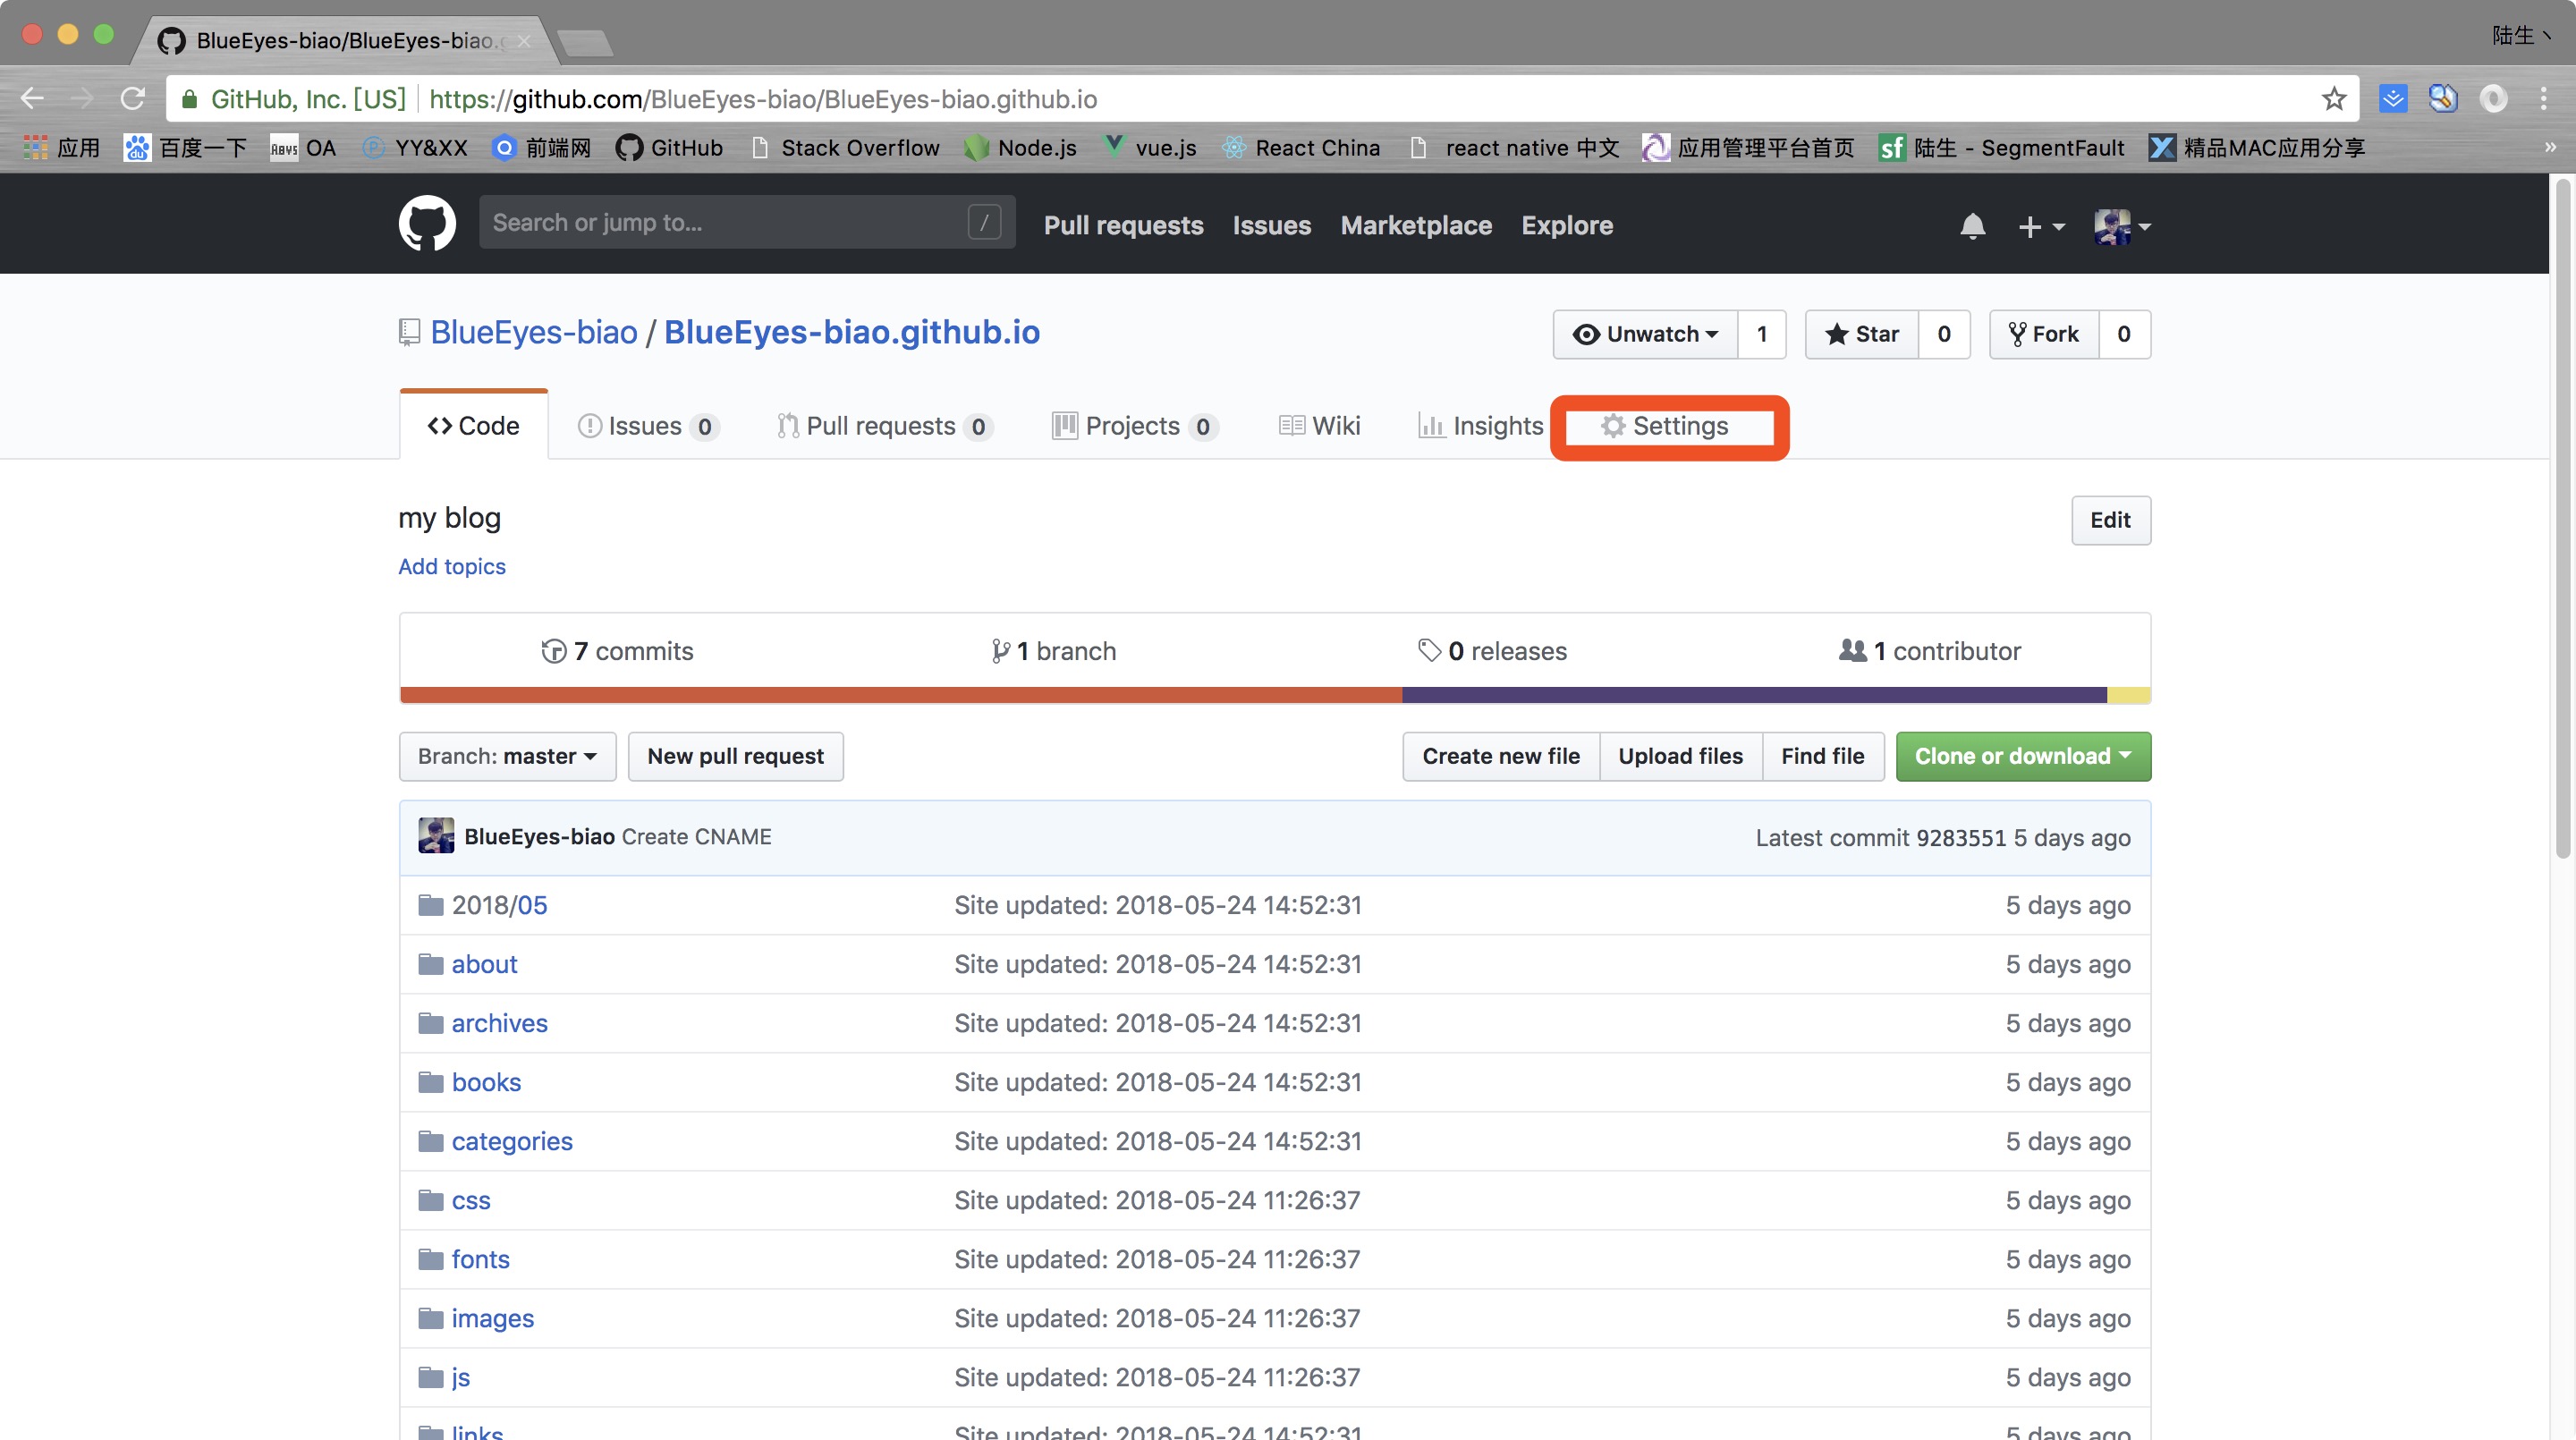 BlueEyes-biao/BlueEyes-biao.g
陆生丶
GitHub, Inc. [US] https://github.com/BlueEyes-biao/BlueEyes-biao.github.io
应用 百度一下 OA YY&XX 前端网 GitHub Stack Overflow Node.js vue.js React China react native 中文 应用管理平台首页 sf 陆生 - SegmentFault 精品MAC应用分享 »
Search or jump to... / Pull requests Issues Marketplace Explore
BlueEyes-biao / BlueEyes-biao.github.io Unwatch 1 Star 0 Fork 0
Code Issues 0 Pull requests 0 Projects 0 Wiki Insights Settings
my blog Edit
Add topics
7 commits 1 branch 0 releases 1 contributor
Branch: master New pull request Create new file Upload files Find file Clone or download
BlueEyes-biao Create CNAME Latest commit 9283551 5 days ago
2018/05 Site updated: 2018-05-24 14:52:31 5 days ago
about Site updated: 2018-05-24 14:52:31 5 days ago
archives Site updated: 2018-05-24 14:52:31 5 days ago
books Site updated: 2018-05-24 14:52:31 5 days ago
categories Site updated: 2018-05-24 14:52:31 5 days ago
css Site updated: 2018-05-24 11:26:37 5 days ago
fonts Site updated: 2018-05-24 11:26:37 5 days ago
images Site updated: 2018-05-24 11:26:37 5 days ago
js Site updated: 2018-05-24 11:26:37 5 days ago
links Site updated: 2018-05-24 14:52:31 5 days ago